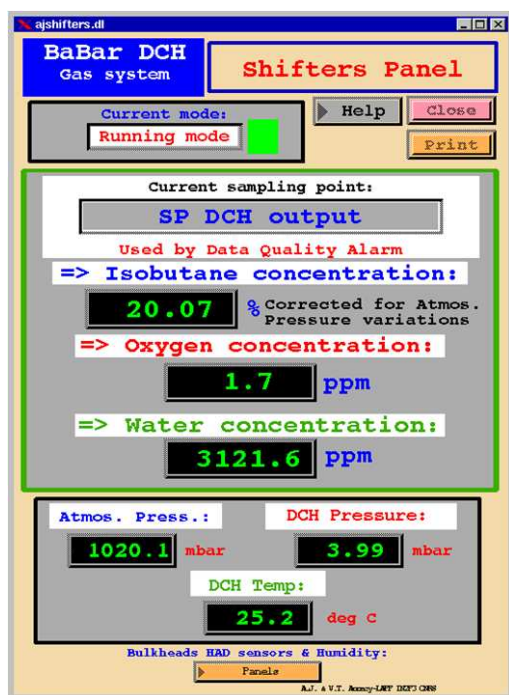 ajshifters.dl
BaBar DCH
Gas system
Shifters Panel
Current mode:
Running mode
Help
Close
Print
Current sampling point:
SP DCH output
Used by Data Quality Alarm
=> Isobutane concentration:
20.07 % Corrected for Atmos.
Pressure variations
=> Oxygen concentration:
1.7 ppm
=> Water concentration:
3121.6 ppm
Atmos. Press.:
DCH Pressure:
1020.1 mbar
3.99 mbar
DCH Temp:
25.2 deg C
Bulkheads HAD sensors & Humidity:
Panels
A.J. & V.T.